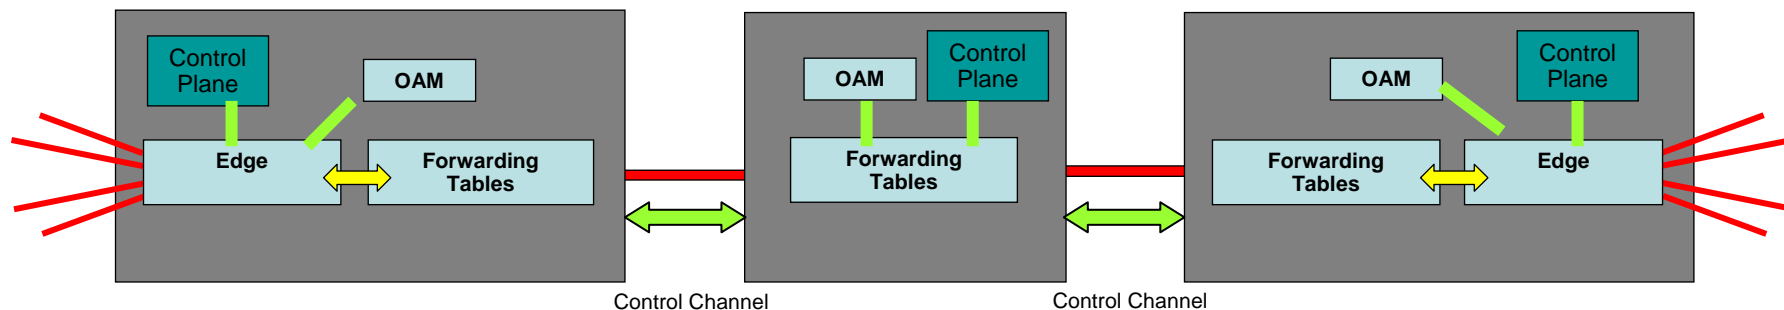 Control
Plane
OAM
Edge
Forwarding
Tables
OAM
Control
Plane
Forwarding
Tables
OAM
Control
Plane
Forwarding
Tables
Edge
Control Channel
Control Channel